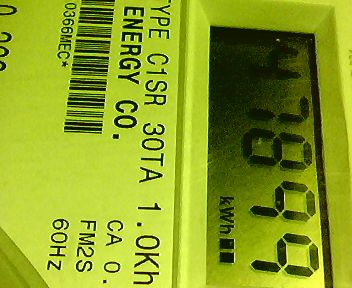 47899
kWh
TYPE C1SR 30TA 1.0Kh
ENERGY CO.
CA 0.
FM2S
0366MEC*
60Hz